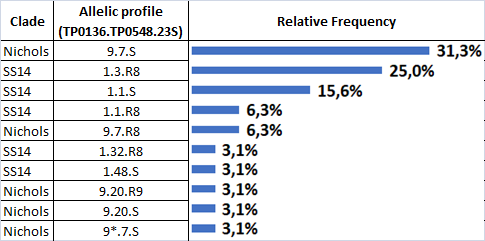 Clade Allelic profile (TP0136.TP0548.23S) Relative Frequency
Nichols 9.7.S 31,3%
SS14 1.3.R8 25,0%
SS14 1.1.S 15,6%
SS14 1.1.R8 6,3%
Nichols 9.7.R8 6,3%
SS14 1.32.R8 3,1%
SS14 1.48.S 3,1%
Nichols 9.20.R9 3,1%
Nichols 9.20.S 3,1%
Nichols 9*.7.S 3,1%